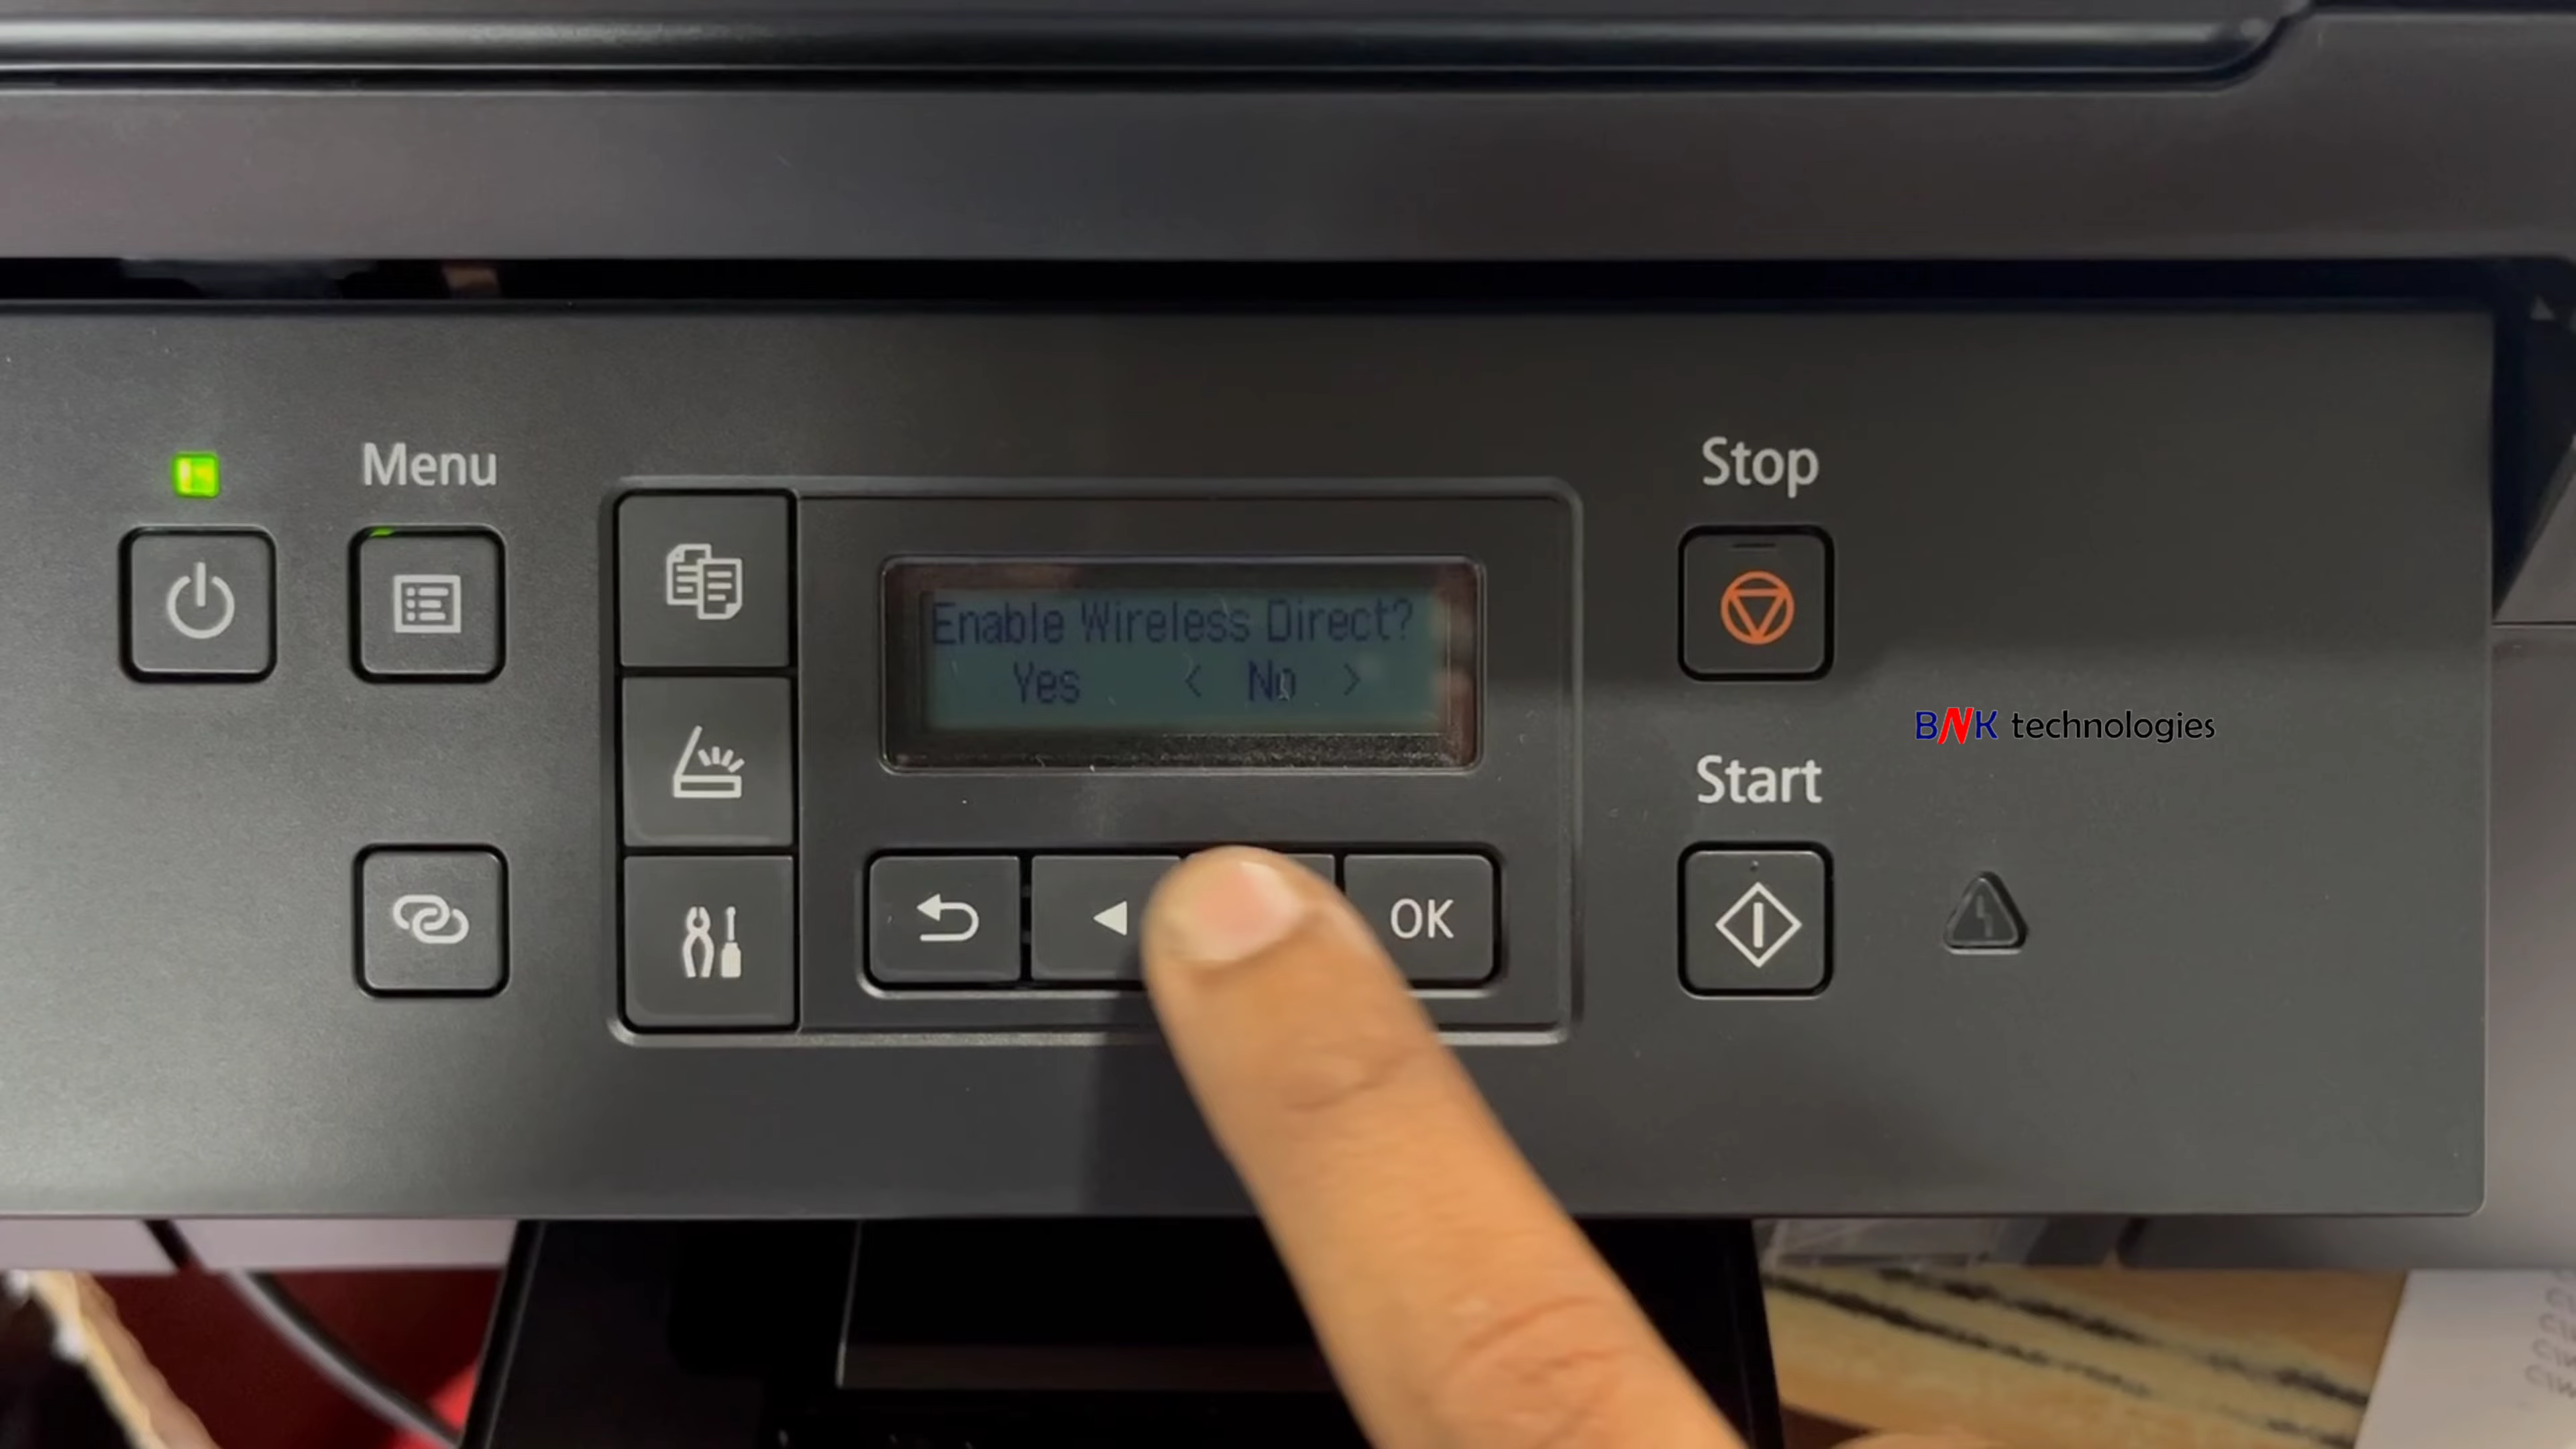 Menu
Stop
Enable Wireless Direct?
Yes < No >
BNK technologies
Start
OK